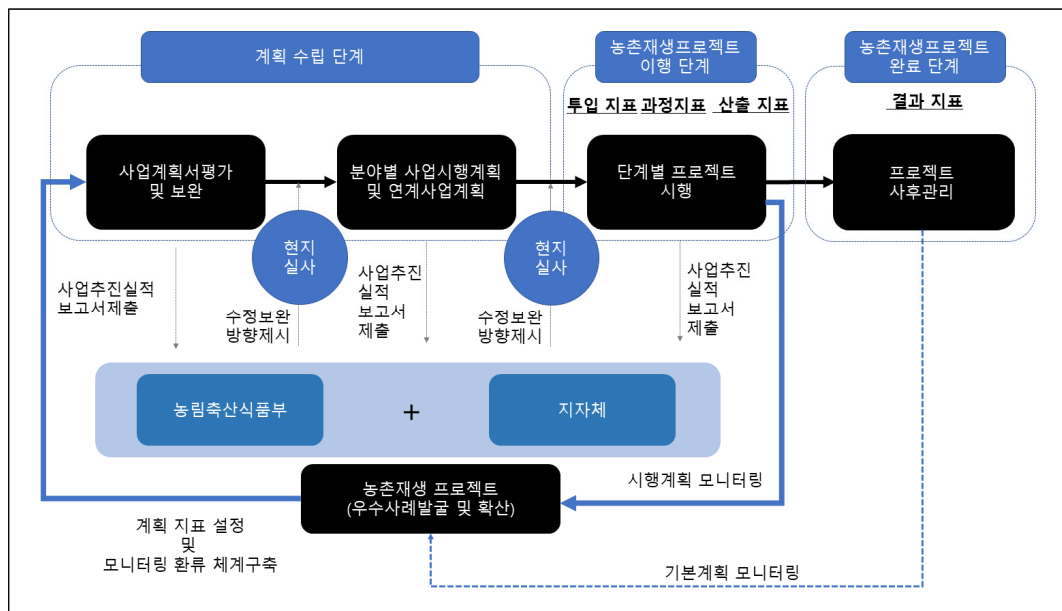 계획 수립 단계
농촌재생프로젝트
이행 단계
농촌재생프로젝트
완료 단계
투입 지표 과정지표 산출 지표
결과 지표
사업계획서평가
및 보완
분야별 사업시행계획
및 연계사업계획
단계별 프로젝트
시행
프로젝트
사후관리
현지
실사
현지
실사
사업추진실적
보고서제출
수정보완
방향제시
사업추진
실적
보고서
제출
수정보완
방향제시
사업추진
실적
보고서
제출
농림축산식품부
+
지자체
농촌재생 프로젝트
(우수사례발굴 및 확산)
시행계획 모니터링
계획 지표 설정
및
모니터링 환류 체계구축
기본계획 모니터링